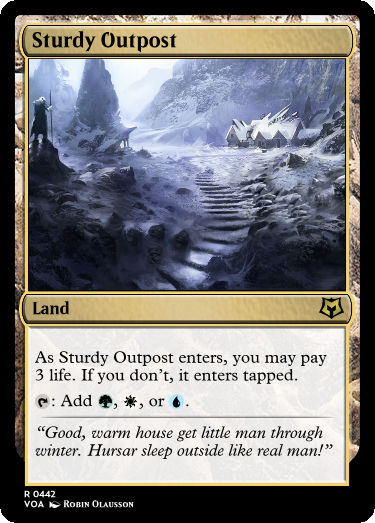 Sturdy Outpost
Land
As Sturdy Outpost enters, you may pay
3 life. If you don't, it enters tapped.
: Add , , or .
“Good, warm house get little man through
winter. Hursar sleep outside like real man!”
R 0442
VOA Robin Olausson